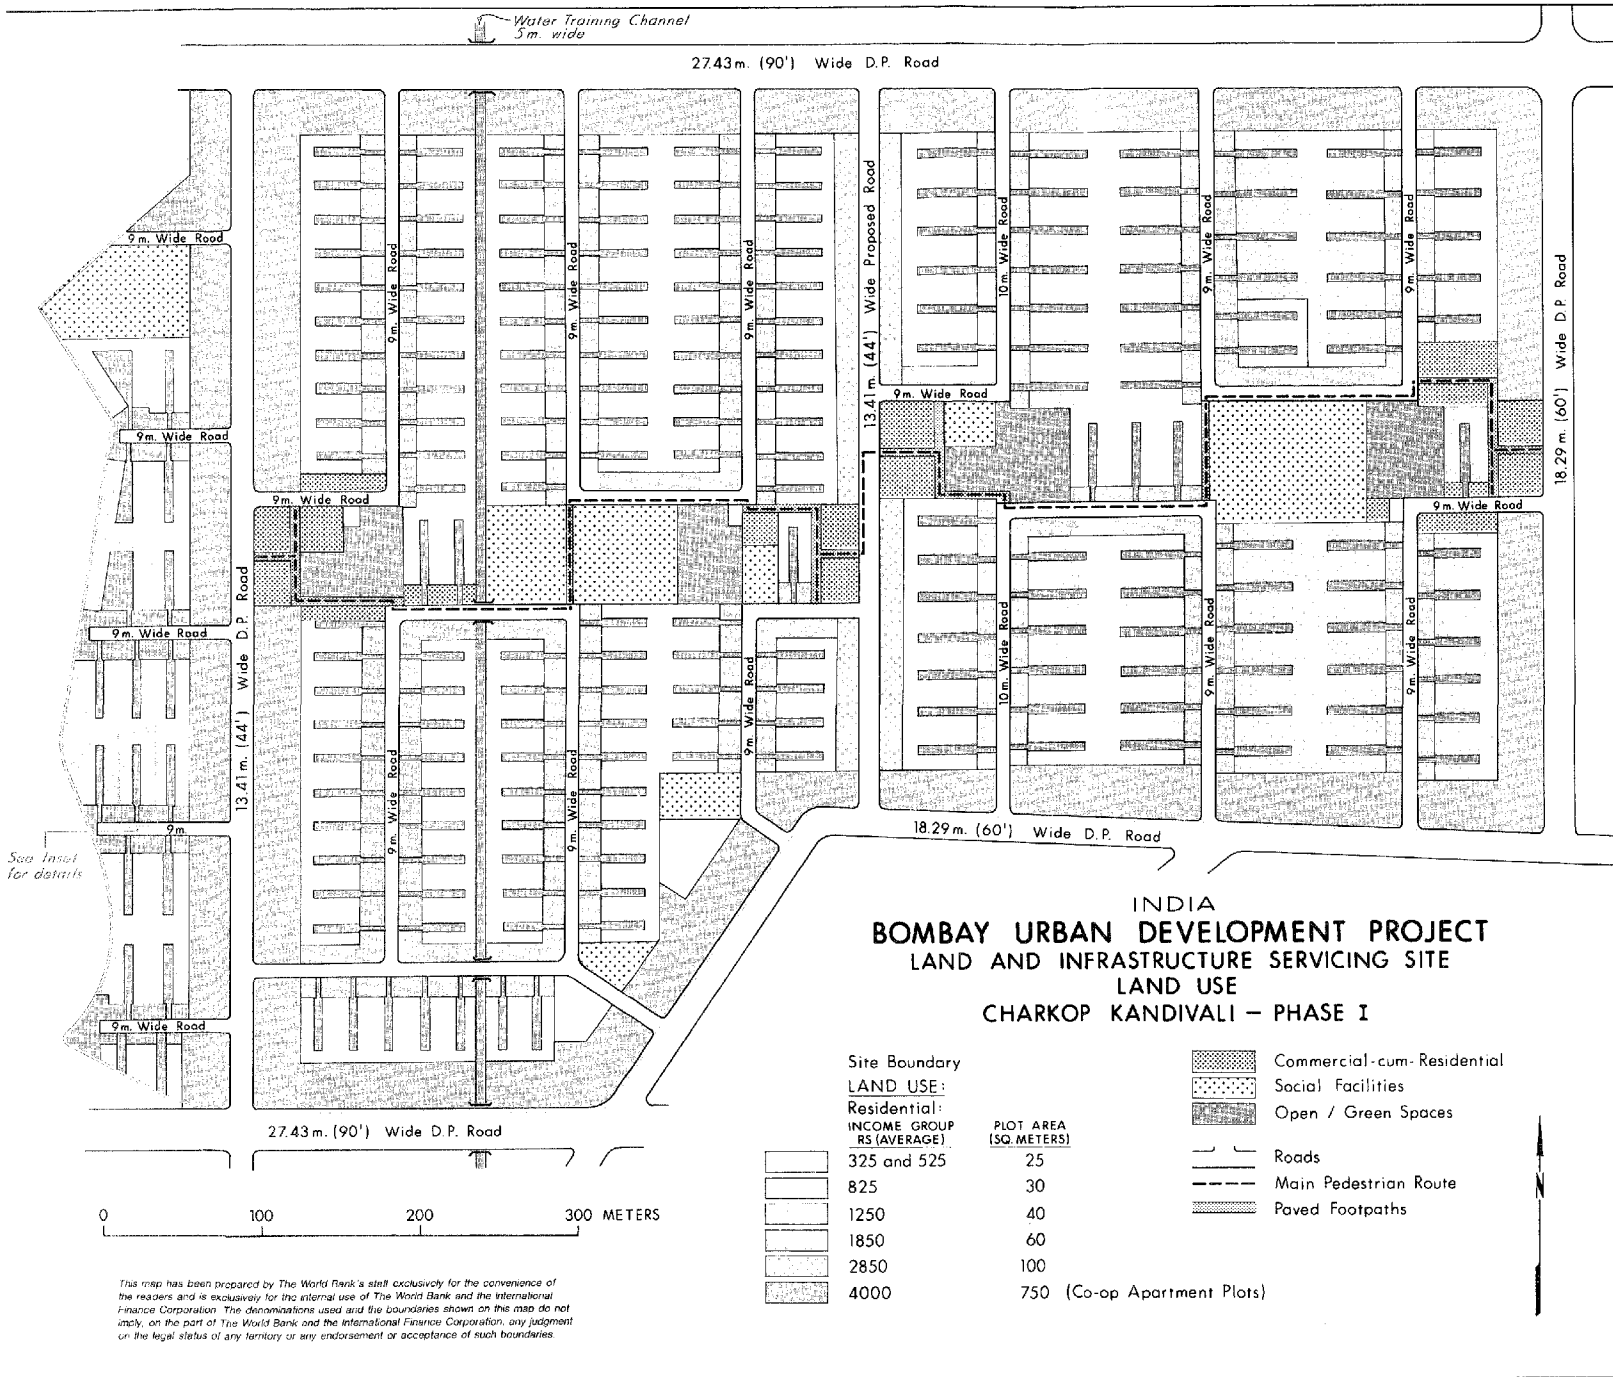 Water Training Channel
5m. wide
27.43m. (90') Wide D.P. Road
9m. Wide Road
9m. Wide Road
9m. Wide Road
9m. Wide Road
13.41m. (44') Wide Proposed Road
10m. Wide Road
9m. Wide Road
9m. Wide Road
18.29m. (60') Wide D.P. Road
9m. Wide Road
9m. Wide Road
9m. Wide Road
9m. Wide Road
13.41m. (44') Wide D.P. Road
9m. Wide Road
10m. Wide Road
9m. Wide Road
9m. Wide Road
9m. Wide Road
9m. Wide Road
9m. Wide Road
9m.
See Inset
for details
18.29m. (60') Wide D.P. Road
9m. Wide Road
27.43m. (90') Wide D.P. Road
INDIA
BOMBAY URBAN DEVELOPMENT PROJECT
LAND AND INFRASTRUCTURE SERVICING SITE
LAND USE
CHARKOP KANDIVALI – PHASE I
Site Boundary
LAND USE:
Residential:
INCOME GROUP PLOT AREA
RS (AVERAGE) (SQ. METERS)
325 and 525 25
825 30
1250 40
1850 60
2850 100
4000 750 (Co-op Apartment Plots)
Commercial-cum-Residential
Social Facilities
Open / Green Spaces
Roads
Main Pedestrian Route
Paved Footpaths
N
0 100 200 300 METERS
This map has been prepared by The World Bank's staff exclusively for the convenience of
the readers and is exclusively for the internal use of The World Bank and the International
Finance Corporation. The denominations used and the boundaries shown on this map do not
imply, on the part of The World Bank and the International Finance Corporation, any judgment
on the legal status of any territory or any endorsement or acceptance of such boundaries.